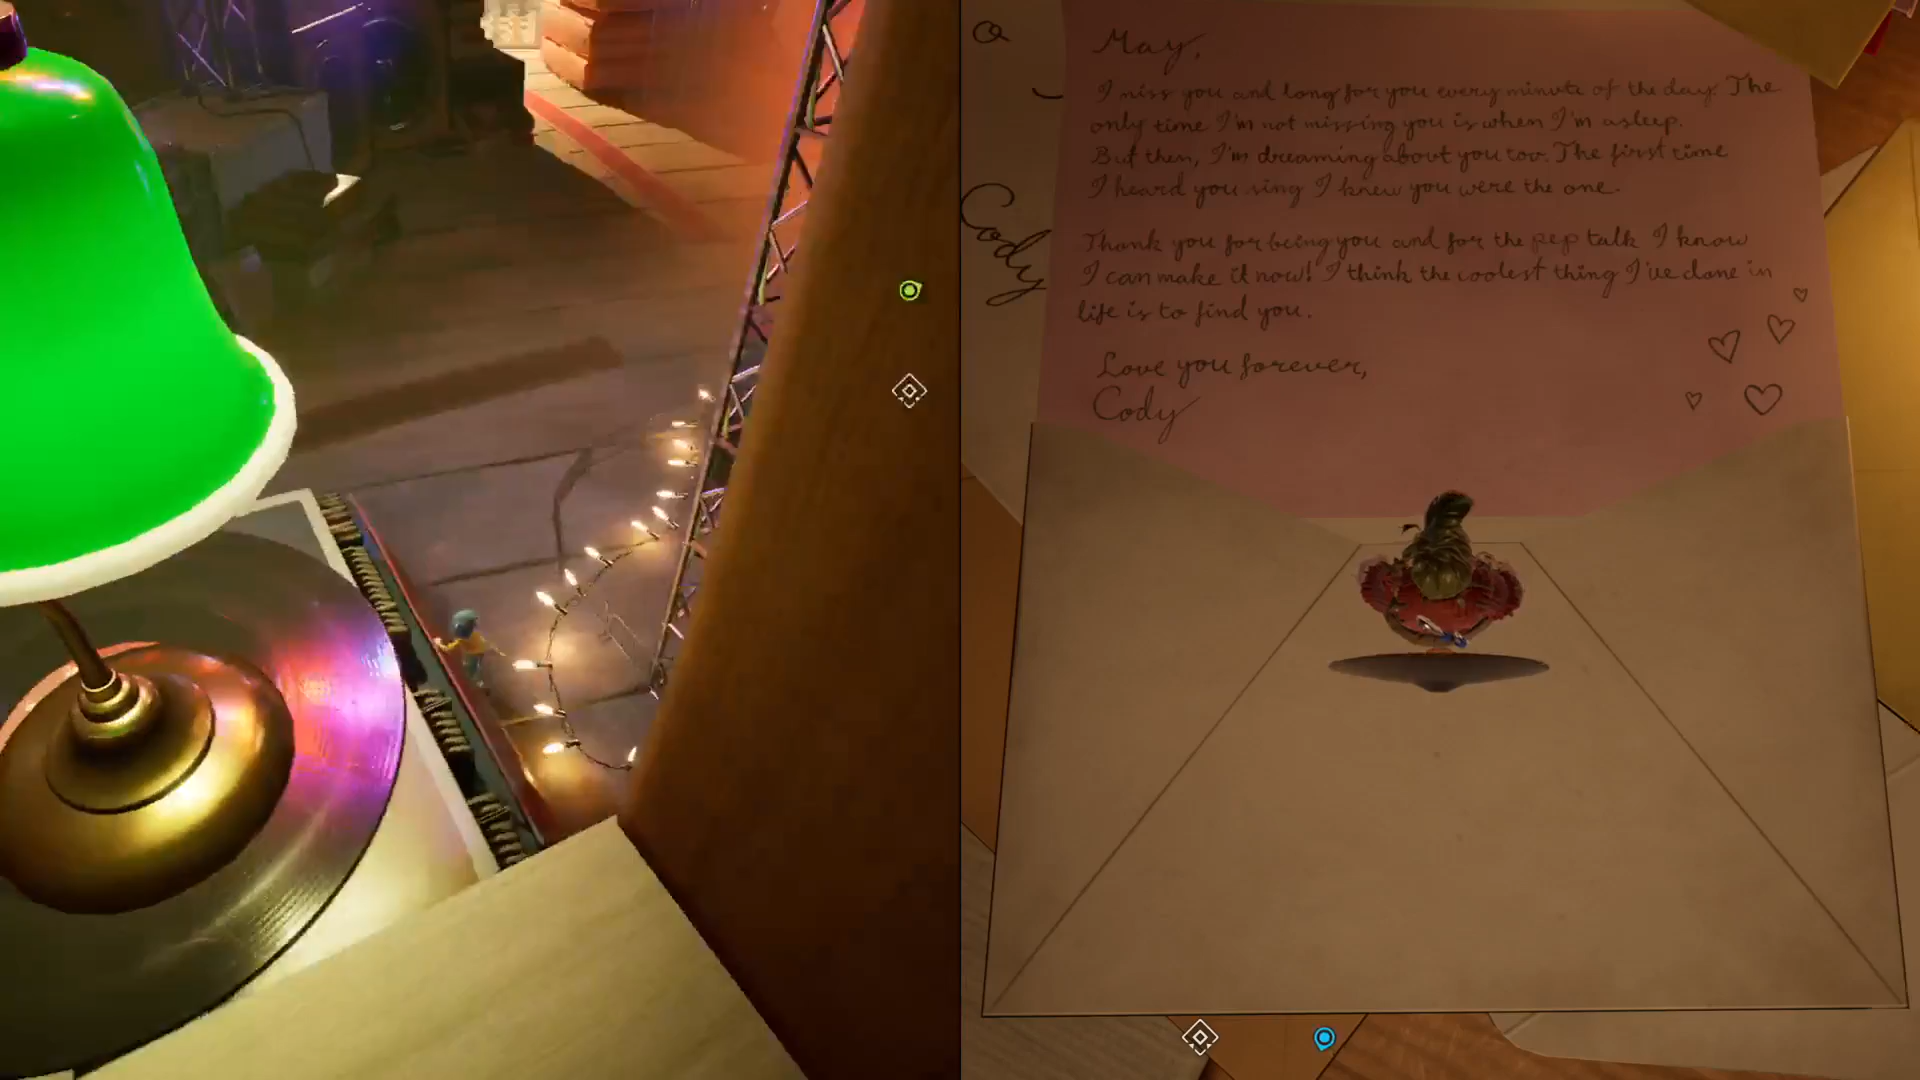 May,
I miss you and long for you every minute of the day. The
only time I'm not missing you is when I'm asleep.
But then, I'm dreaming about you too. The first time
I heard you sing I knew you were the one.
Thank you for being you and for the pep talk I know
I can make it now! I think the coolest thing I've done in
life is to find you.
Love you forever,
Cody
Cody